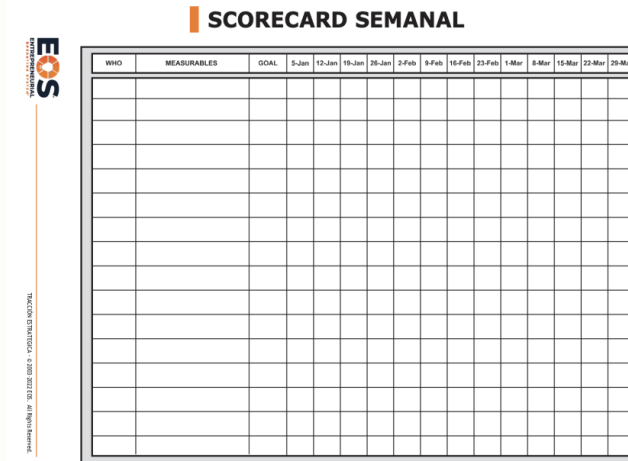 SCORECARD SEMANAL
EOS
ENTREPRENEURIAL
OPERATING SYSTEM
WHO MEASURABLES GOAL 5-Jan 12-Jan 19-Jan 26-Jan 2-Feb 9-Feb 16-Feb 23-Feb 1-Mar 8-Mar 15-Mar 22-Mar 29-Ma
TRACCIÓN ESTRATÉGICA - © 2003-2022 EOS. All Rights Reserved.